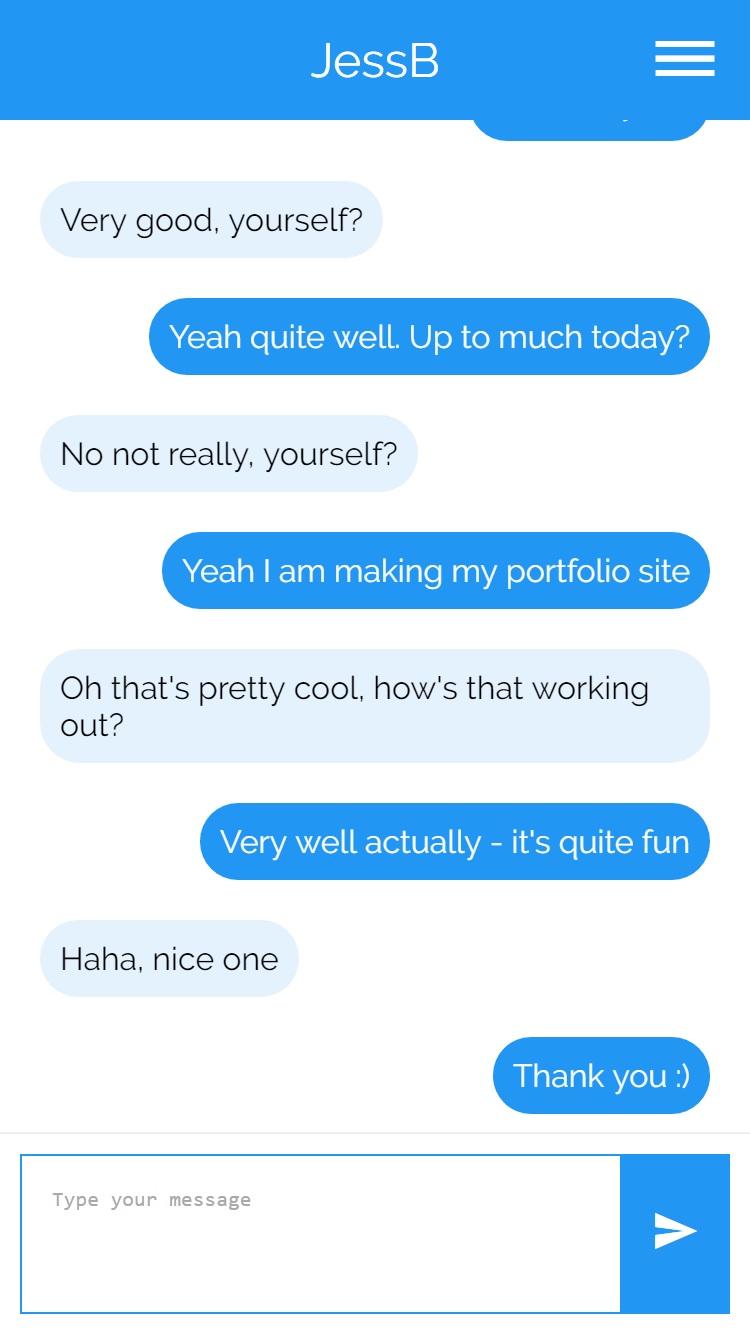 JessB
Very good, yourself?
Yeah quite well. Up to much today?
No not really, yourself?
Yeah I am making my portfolio site
Oh that's pretty cool, how's that working
out?
Very well actually - it's quite fun
Haha, nice one
Thank you :)
Type your message